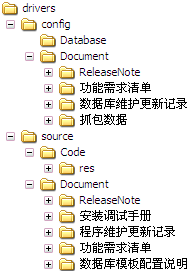 drivers
config
Database
Document
ReleaseNote
功能需求清单
数据库维护更新记录
抓包数据
source
Code
res
Document
ReleaseNote
安装调试手册
程序维护更新记录
功能需求清单
数据库模板配置说明